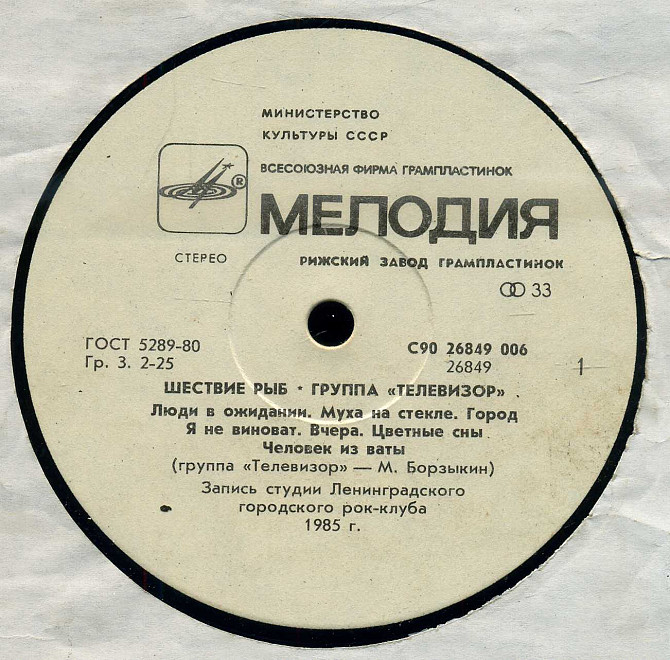 МИНИСТЕРСТВО
КУЛЬТУРЫ СССР
ВСЕСОЮЗНАЯ ФИРМА ГРАМПЛАСТИНОК
®
МЕЛОДИЯ
СТЕРЕО
РИЖСКИЙ ЗАВОД ГРАМПЛАСТИНОК
33
ГОСТ 5289-80
Гр. 3. 2-25
С90 26849 006
26849
1
ШЕСТВИЕ РЫБ * ГРУППА «ТЕЛЕВИЗОР»
Люди в ожидании. Муха на стекле. Город
Я не виноват. Вчера. Цветные сны
Человек из ваты
(группа «Телевизор» — М. Борзыкин)
Запись студии Ленинградского
городского рок-клуба
1985 г.